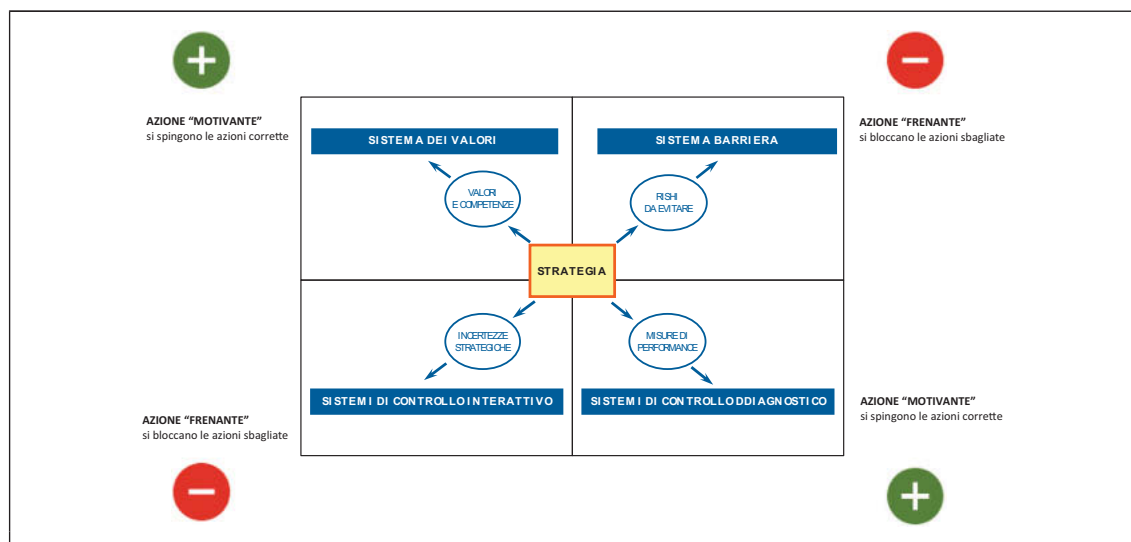 AZIONE “MOTIVANTE”
si spingono le azioni corrette
AZIONE “FRENANTE”
si bloccano le azioni sbagliate
SISTEMA DEI VALORI
SISTEMA BARRIERA
VALORI
E COMPETENZE
RISHI
DA EVITARE
STRATEGIA
INCERTEZZE
STRATEGICHE
MISURE DI
PERFORMANCE
SISTEMI DI CONTROLLO INTERATTIVO
SISTEMI DI CONTROLLO DDIAGNOSTICO
AZIONE “FRENANTE”
si bloccano le azioni sbagliate
AZIONE “MOTIVANTE”
si spingono le azioni corrette